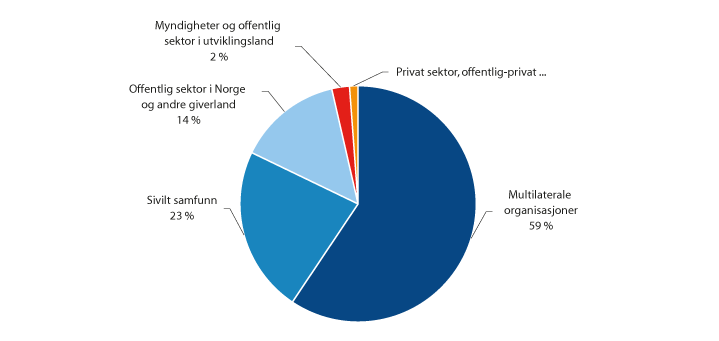 Myndigheter og offentlig
sektor i utviklingsland
2 %
Privat sektor, offentlig-privat ...
Offentlig sektor i Norge
og andre giverland
14 %
Sivilt samfunn
23 %
Multilaterale
organisasjoner
59 %